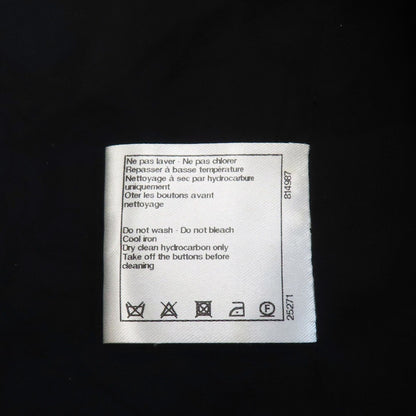 Ne pas laver · Ne pas chlorer
Repasser à basse température
Nettoyage à sec par hydrocarbure
uniquement
Oter les boutons avant
nettoyage
Do not wash · Do not bleach
Cool iron
Dry clean hydrocarbon only
Take off the buttons before
cleaning
F
814987
25271